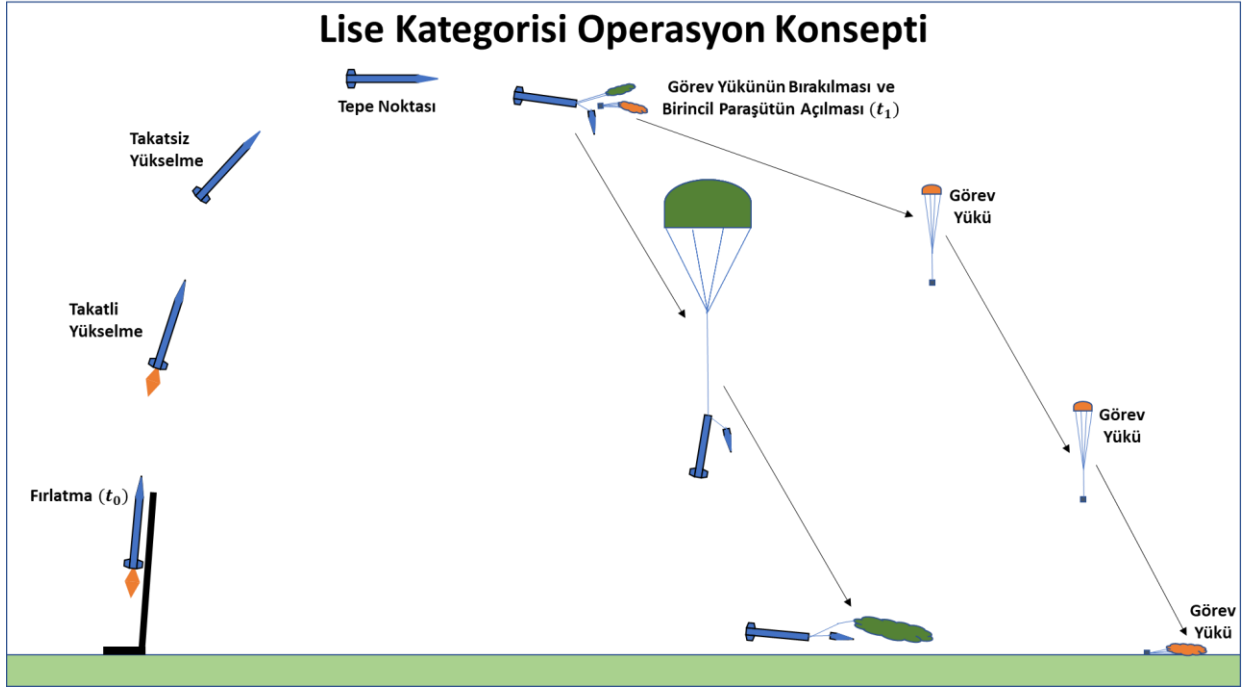 Lise Kategorisi Operasyon Konsepti
Tepe Noktası
Görev Yükünün Bırakılması ve
Birincil Paraşütün Açılması (t₁)
Takatsiz
Yükselme
Görev
Yükü
Takatli
Yükselme
Görev
Yükü
Fırlatma (t₀)
Görev
Yükü